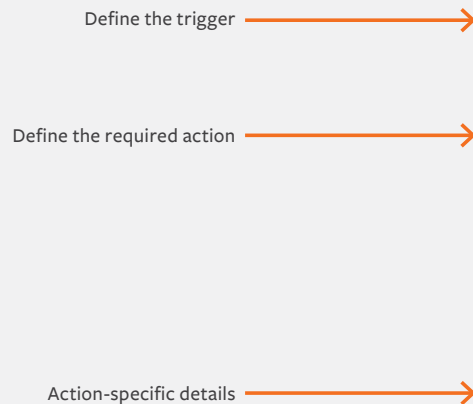 Define the trigger
Define the required action
Action-specific details